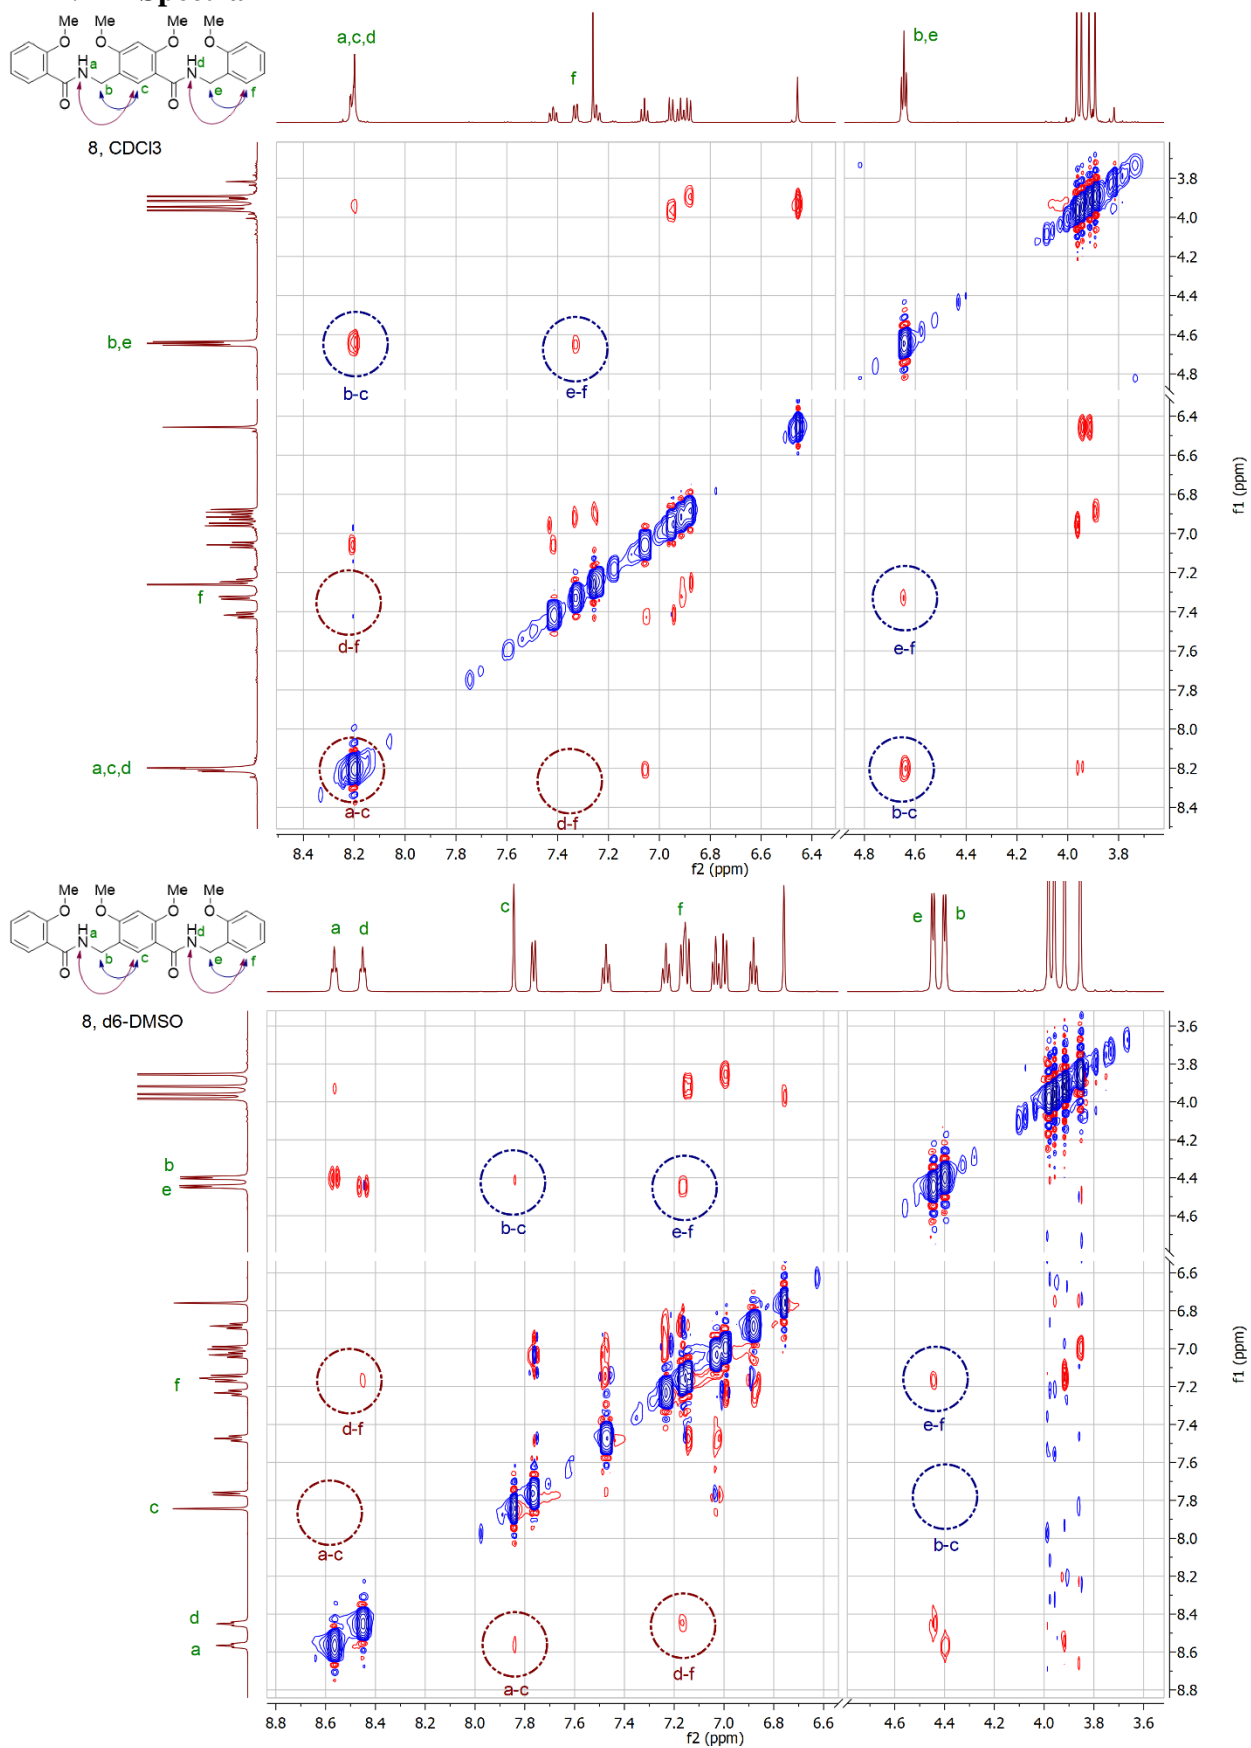 Spectra
Me Me Me Me
O O O O
N H a N H d
O b c O e f
8, CDCl3
a,c,d f b,e
b,e
f
a,c,d
b-c e-f
d-f e-f
a-c d-f b-c
3.8
4.0
4.2
4.4
4.6
4.8
6.4
6.6
6.8
7.0
7.2
7.4
7.6
7.8
8.0
8.2
8.4
f1 (ppm)
8.4 8.2 8.0 7.8 7.6 7.4 7.2 7.0 6.8 6.6 6.4 4.8 4.6 4.4 4.2 4.0 3.8
f2 (ppm)
Me Me Me Me
O O O O
N H a N H d
O b c O e f
8, d6-DMSO
a d c f e b
b
e
f
c
d
a
b-c e-f
d-f e-f
a-c b-c
a-c d-f
3.6
3.8
4.0
4.2
4.4
4.6
6.6
6.8
7.0
7.2
7.4
7.6
7.8
8.0
8.2
8.4
8.6
8.8
f1 (ppm)
8.8 8.6 8.4 8.2 8.0 7.8 7.6 7.4 7.2 7.0 6.8 6.6 4.6 4.4 4.2 4.0 3.8 3.6
f2 (ppm)